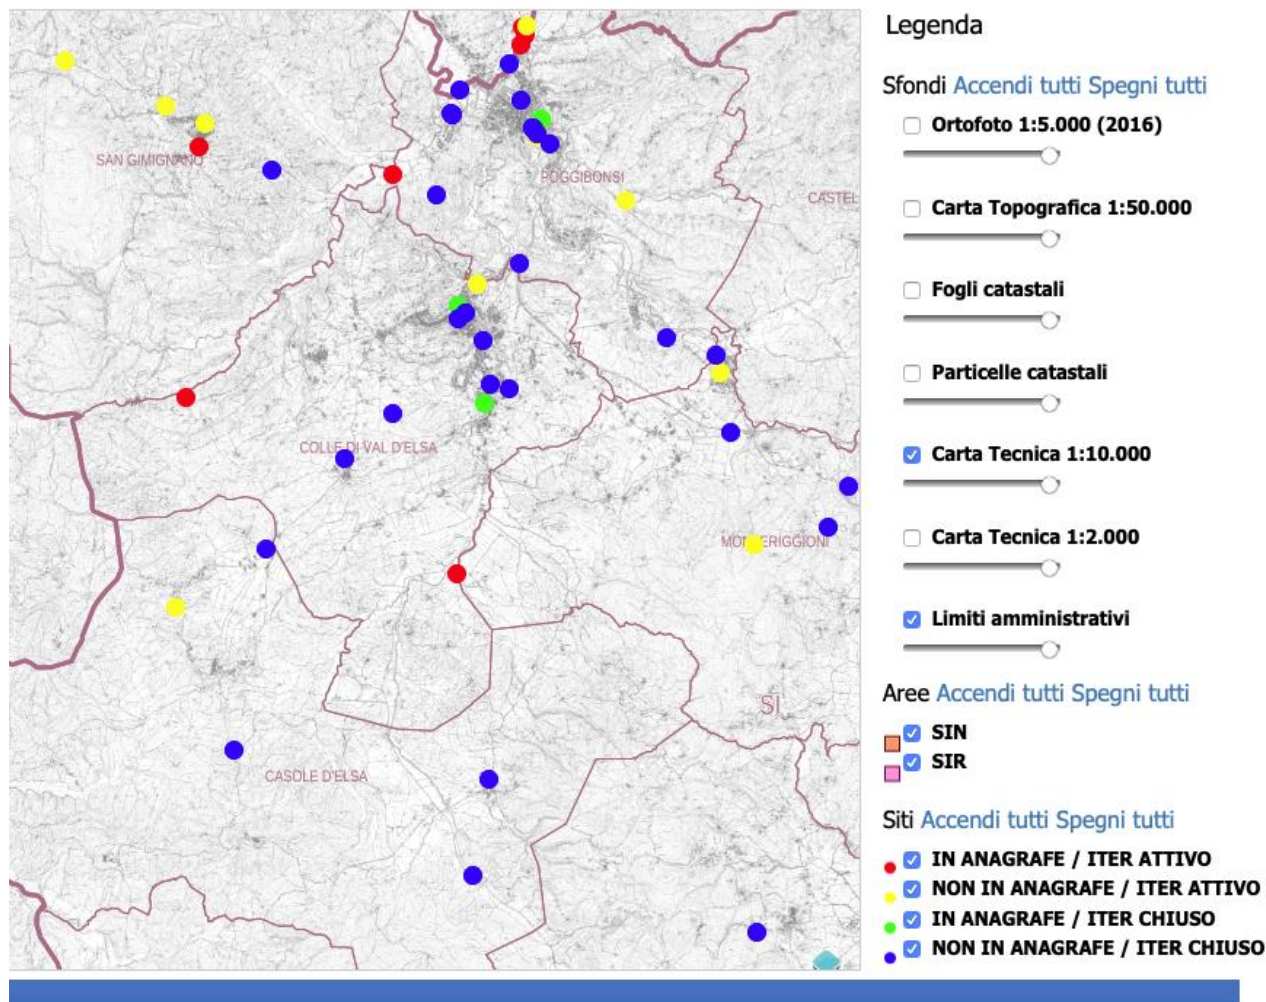 SAN GIMIGNANO
POGGIBONSI
CASTEL
COLLE DI VAL D'ELSA
MONTERIGGIONI
SI
CASOLE D'ELSA
Legenda
Sfondi Accendi tutti Spegni tutti
Ortofoto 1:5.000 (2016)
Carta Topografica 1:50.000
Fogli catastali
Particelle catastali
Carta Tecnica 1:10.000
Carta Tecnica 1:2.000
Limiti amministrativi
Aree Accendi tutti Spegni tutti
SIN
SIR
Siti Accendi tutti Spegni tutti
IN ANAGRAFE / ITER ATTIVO
NON IN ANAGRAFE / ITER ATTIVO
IN ANAGRAFE / ITER CHIUSO
NON IN ANAGRAFE / ITER CHIUSO